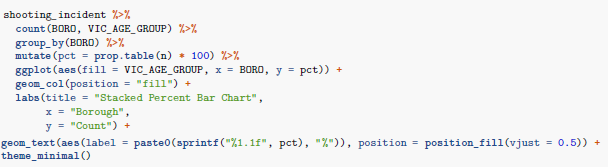 shooting_incident %>%
  count(BORO, VIC_AGE_GROUP) %>%
  group_by(BORO) %>%
  mutate(pct = prop.table(n) * 100) %>%
  ggplot(aes(fill = VIC_AGE_GROUP, x = BORO, y = pct)) +
  geom_col(position = "fill") +
  labs(title = "Stacked Percent Bar Chart",
       x = "Borough",
       y = "Count") +
geom_text(aes(label = paste0(sprintf("%1.1f", pct), "%")), position = position_fill(vjust = 0.5)) +
theme_minimal()